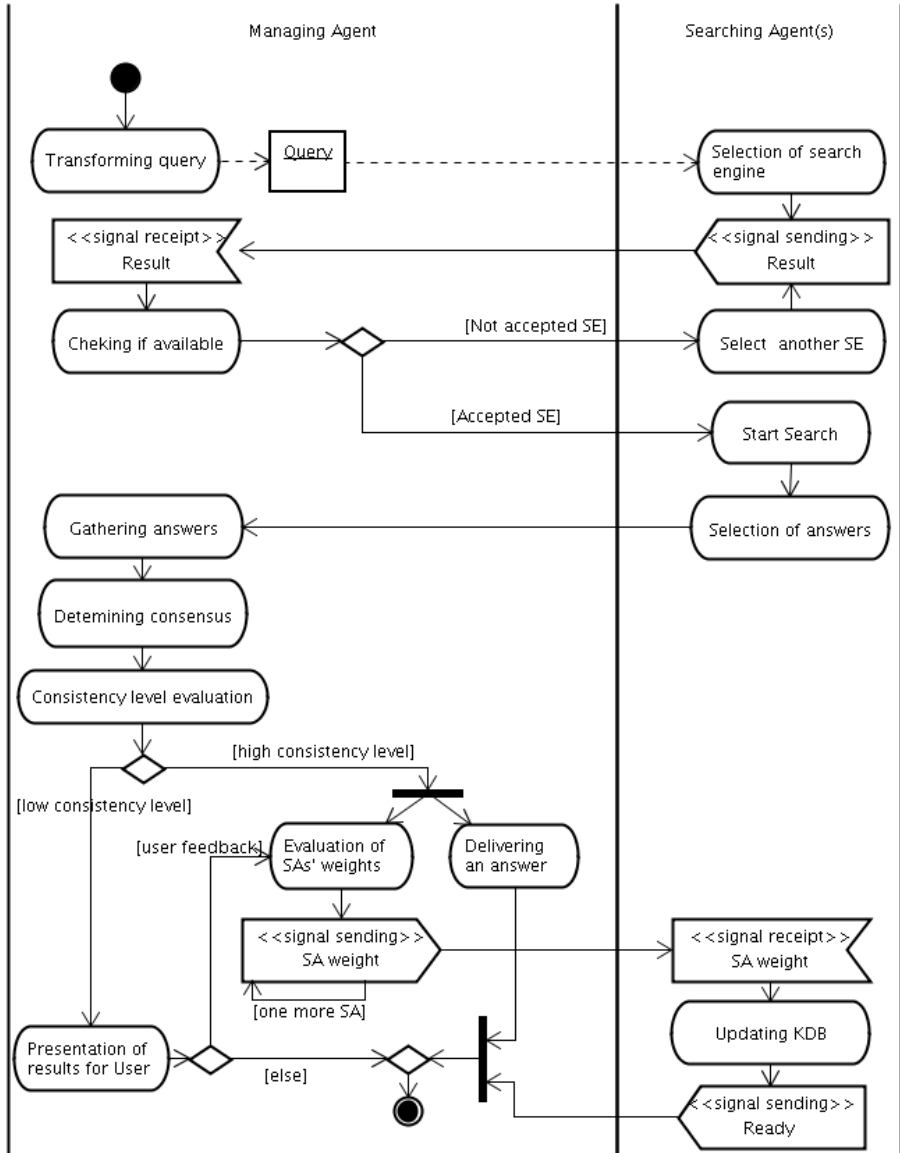 Managing Agent
Searching Agent(s)
Transforming query
Query
Selection of search
engine
<<signal receipt>>
Result
<<signal sending>>
Result
Cheking if available
[Not accepted SE]
Select another SE
[Accepted SE]
Start Search
Gathering answers
Selection of answers
Detemining consensus
Consistency level evaluation
[high consistency level]
[low consistency level]
[user feedback]
Evaluation of
SAs' weights
Delivering
an answer
<<signal sending>>
SA weight
<<signal receipt>>
SA weight
[one more SA]
Updating KDB
Presentation of
results for User
[else]
<<signal sending>>
Ready